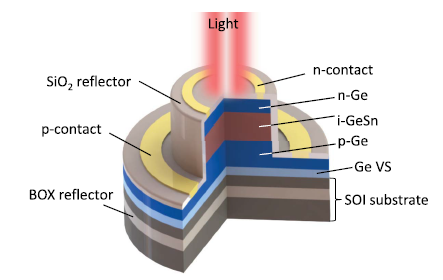 Light
SiO₂ reflector
n-contact
n-Ge
i-GeSn
p-contact
p-Ge
Ge VS
BOX reflector
SOI substrate